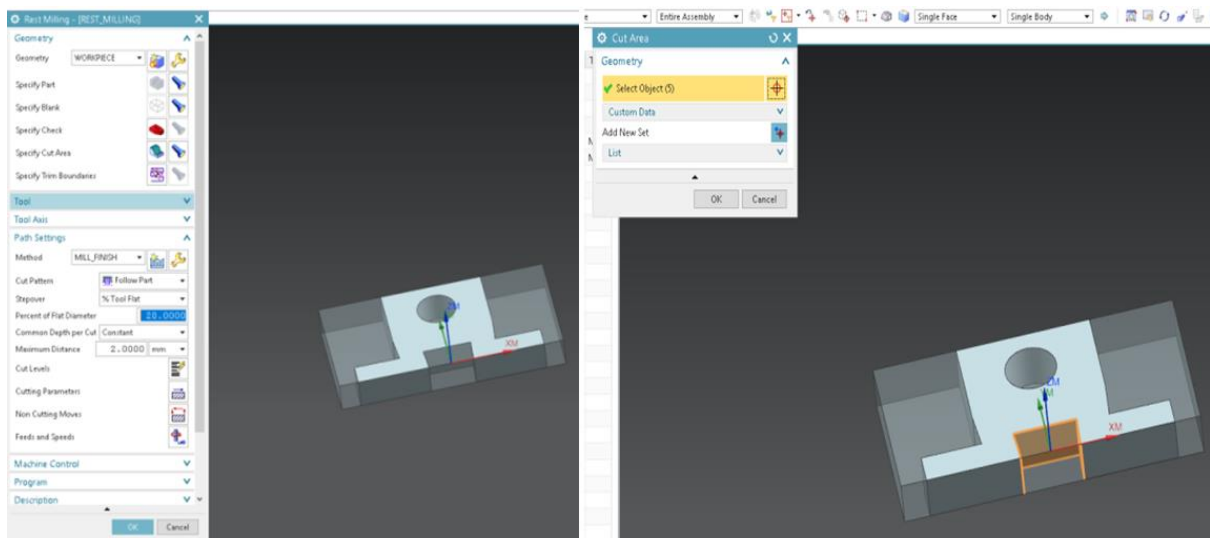 Rest Milling - [REST_MILLING]
Geometry
Geometry WORKPIECE
Specify Part
Specify Blank
Specify Check
Specify Cut Area
Specify Trim Boundaries
Tool
Tool Axis
Path Settings
Method MILL_FINISH
Cut Pattern Follow Part
Stepover % Tool Flat
Percent of Flat Diameter 20.0000
Common Depth per Cut Constant
Maximum Distance 2.0000 mm
Cut Levels
Cutting Parameters
Non Cutting Moves
Feeds and Speeds
Machine Control
Program
Description
OK Cancel
ZM
XM
Entire Assembly Single Face Single Body
Cut Area
Geometry
Select Object (5)
Custom Data
Add New Set
List
OK Cancel
ZM
YM
XM